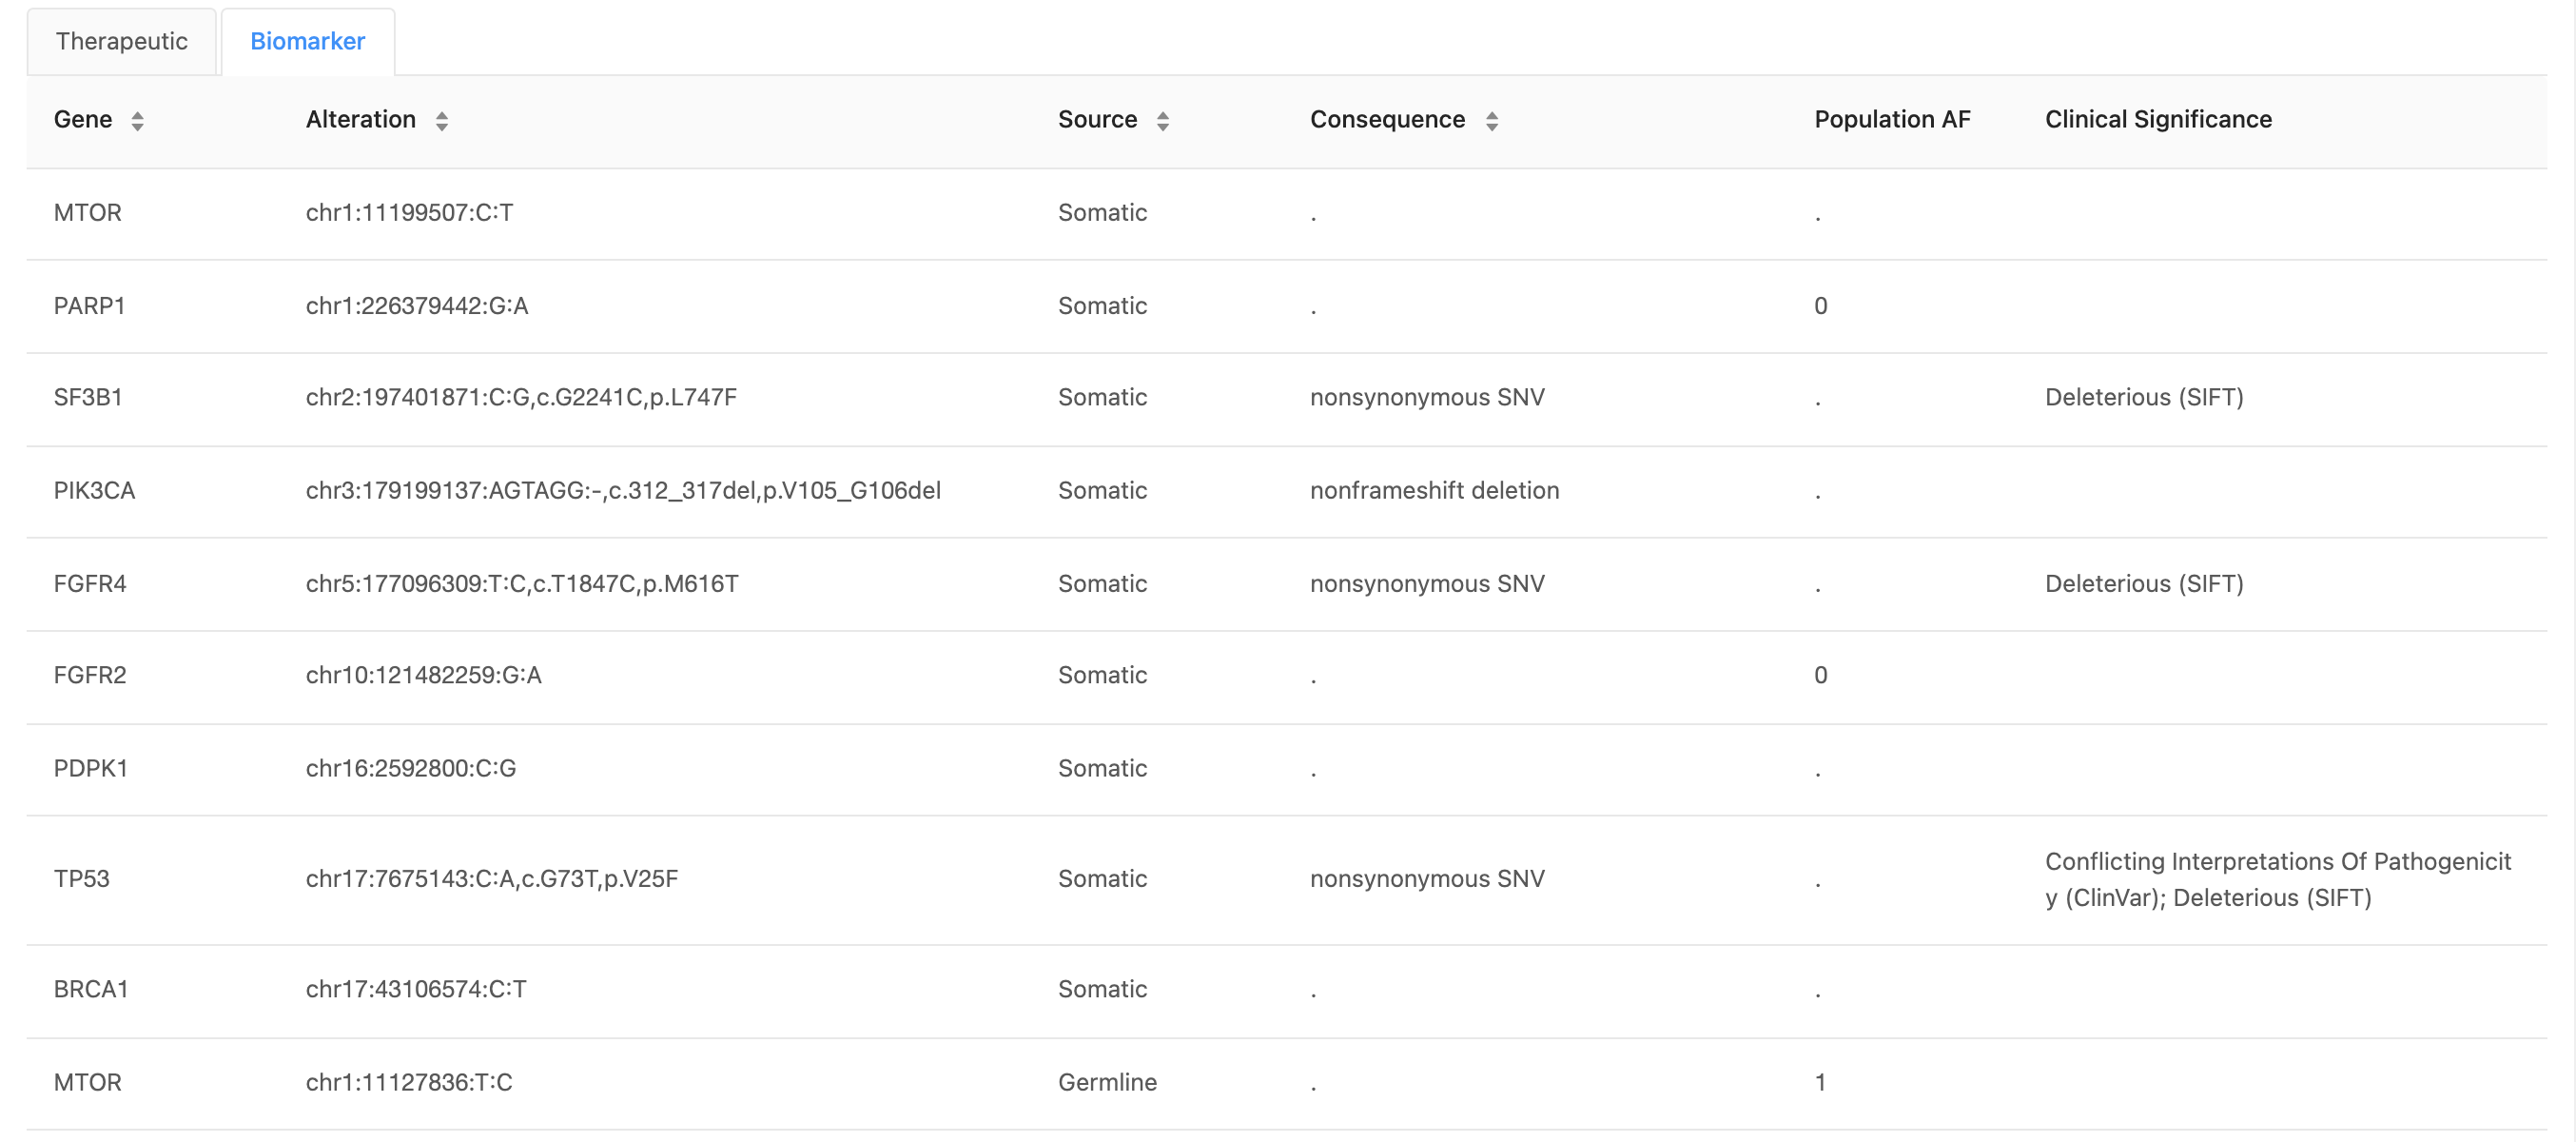 Therapeutic Biomarker
Gene Alteration Source Consequence Population AF Clinical Significance
MTOR chr1:11199507:C:T Somatic . .
PARP1 chr1:226379442:G:A Somatic . 0
SF3B1 chr2:197401871:C:G,c.G2241C,p.L747F Somatic nonsynonymous SNV . Deleterious (SIFT)
PIK3CA chr3:179199137:AGTAGG:-,c.312_317del,p.V105_G106del Somatic nonframeshift deletion .
FGFR4 chr5:177096309:T:C,c.T1847C,p.M616T Somatic nonsynonymous SNV . Deleterious (SIFT)
FGFR2 chr10:121482259:G:A Somatic . 0
PDPK1 chr16:2592800:C:G Somatic . .
TP53 chr17:7675143:C:A,c.G73T,p.V25F Somatic nonsynonymous SNV . Conflicting Interpretations Of Pathogenicit
y (ClinVar); Deleterious (SIFT)
BRCA1 chr17:43106574:C:T Somatic . .
MTOR chr1:11127836:T:C Germline . 1